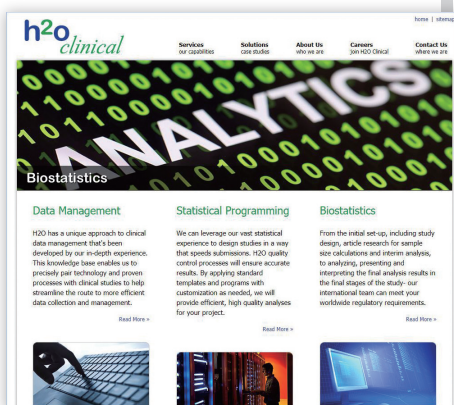 home | sitemap
h2o clinical
Services Solutions About Us Careers Contact Us
our capabilities case studies who we are join H2O Clinical where we are
ANALYTICS
Biostatistics
Data Management
H2O has a unique approach to clinical
data management that's been
developed by our in-depth experience.
This knowledge base enables us to
precisely pair technology and proven
processes with clinical studies to help
streamline the route to more efficient
data collection and management.
Read More »
Statistical Programming
We can leverage our vast statistical
experience to design studies in a way
that speeds submissions. H2O quality
control processes will ensure accurate
results. By applying standard
templates and programs with
customization as needed, we will
provide efficient, high quality analyses
for your project.
Read More »
Biostatistics
From the initial set-up, including study
design, article research for sample
size calculations and interim analysis,
to analyzing, presenting and
interpreting the final analysis results in
the final stages of the study- our
international team can meet your
worldwide regulatory requirements.
Read More »